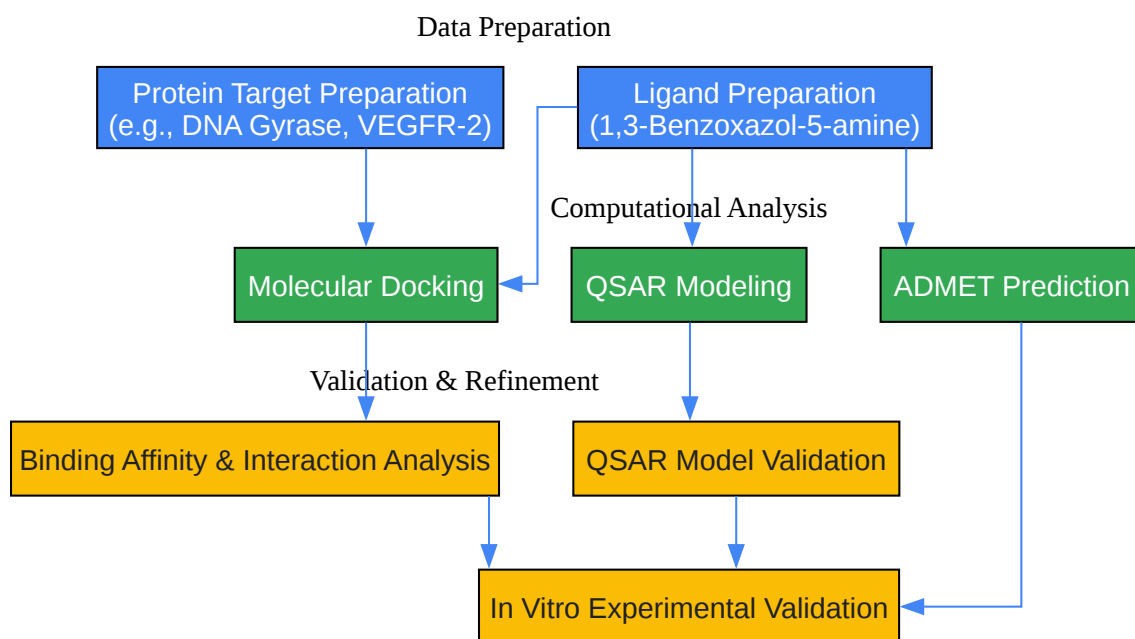 Data Preparation
Protein Target Preparation
(e.g., DNA Gyrase, VEGFR-2)
Ligand Preparation
(1,3-Benzoxazol-5-amine)
Computational Analysis
Molecular Docking
QSAR Modeling
ADMET Prediction
Validation & Refinement
Binding Affinity & Interaction Analysis
QSAR Model Validation
In Vitro Experimental Validation